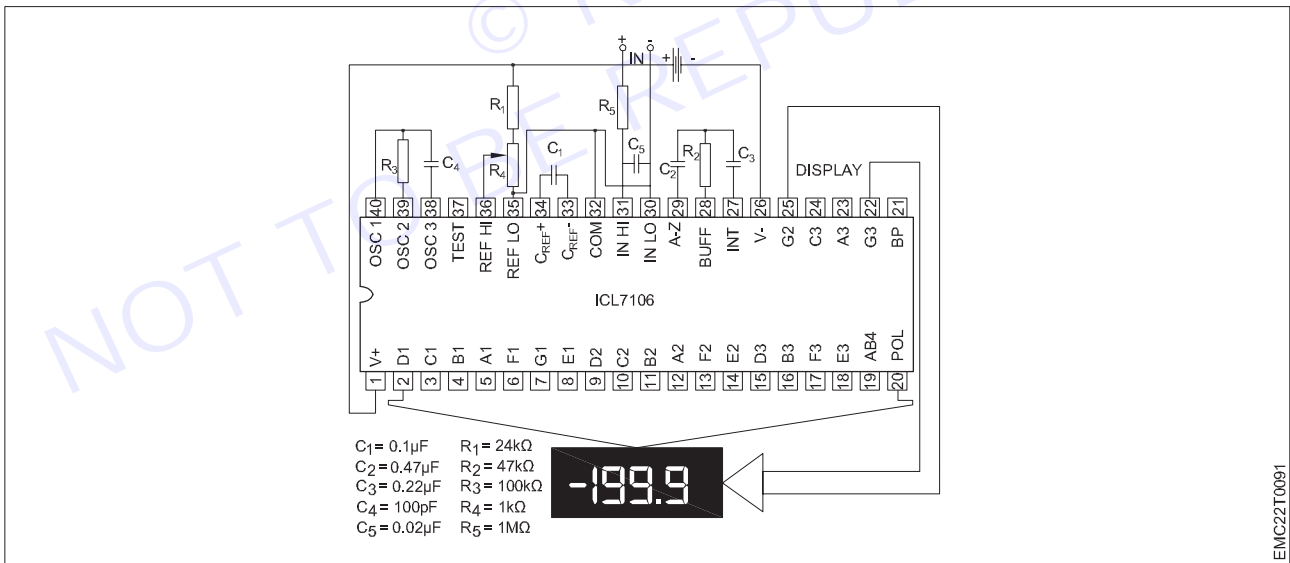 © R
NOT TO BE REPU
+ -
IN + -
R1 R5
R3 C4 R4 C1 C5 C2 R2 C3 DISPLAY
40 39 38 37 36 35 34 33 32 31 30 29 28 27 26 25 24 23 22 21
OSC 1 OSC 2 OSC 3 TEST REF HI REF LO CREF+ CREF- COM IN HI IN LO A-Z BUFF INT V- G2 C3 A3 G3 BP
ICL7106
V+ D1 C1 B1 A1 F1 G1 E1 D2 C2 B2 A2 F2 E2 D3 B3 F3 E3 AB4 POL
1 2 3 4 5 6 7 8 9 10 11 12 13 14 15 16 17 18 19 20
C1= 0.1µF R1= 24kΩ
C2= 0.47µF R2= 47kΩ
C3= 0.22µF R3= 100kΩ
C4= 100pF R4= 1kΩ
C5= 0.02µF R5= 1MΩ
-199.9
EMC22T0091